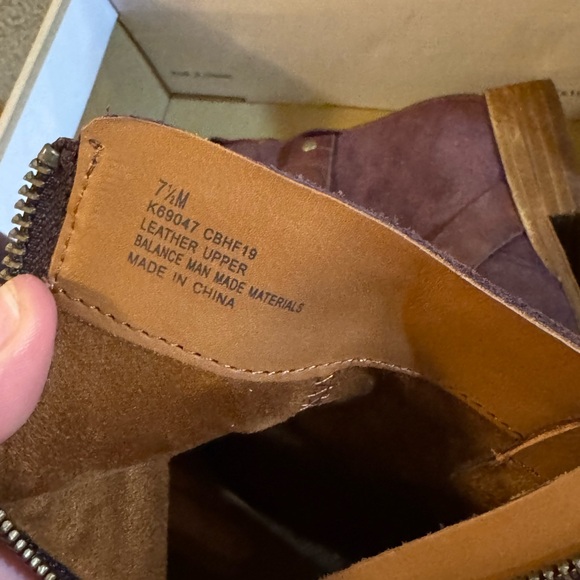 7½M
K69047 CBHF19
LEATHER UPPER
BALANCE MAN MADE MATERIALS
MADE IN CHINA